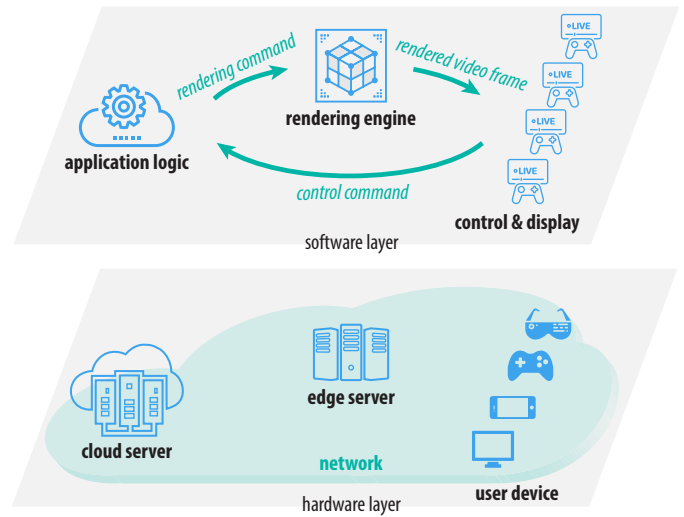 rendering command
rendered video frame
LIVE
LIVE
LIVE
LIVE
rendering engine
application logic
control command
control & display
software layer
edge server
cloud server
network
user device
hardware layer